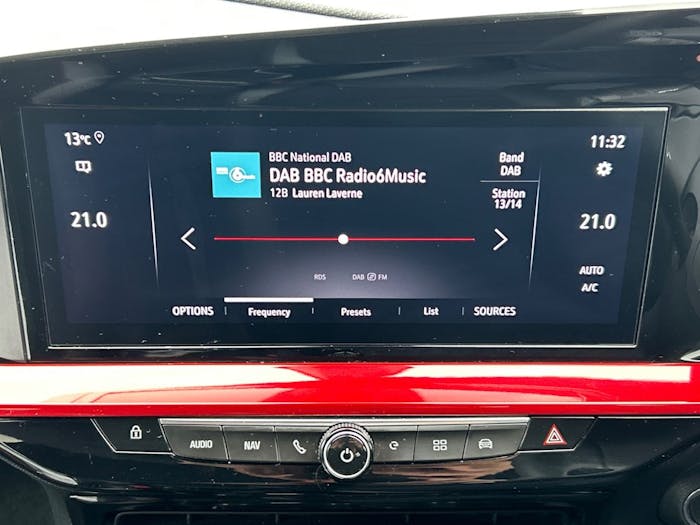 13°C
11:32
BBC National DAB
DAB BBC Radio6Music
12B Lauren Laverne
Band
DAB
Station
13/14
21.0
21.0
RDS
DAB FM
AUTO
A/C
OPTIONS
Frequency
Presets
List
SOURCES
AUDIO
NAV